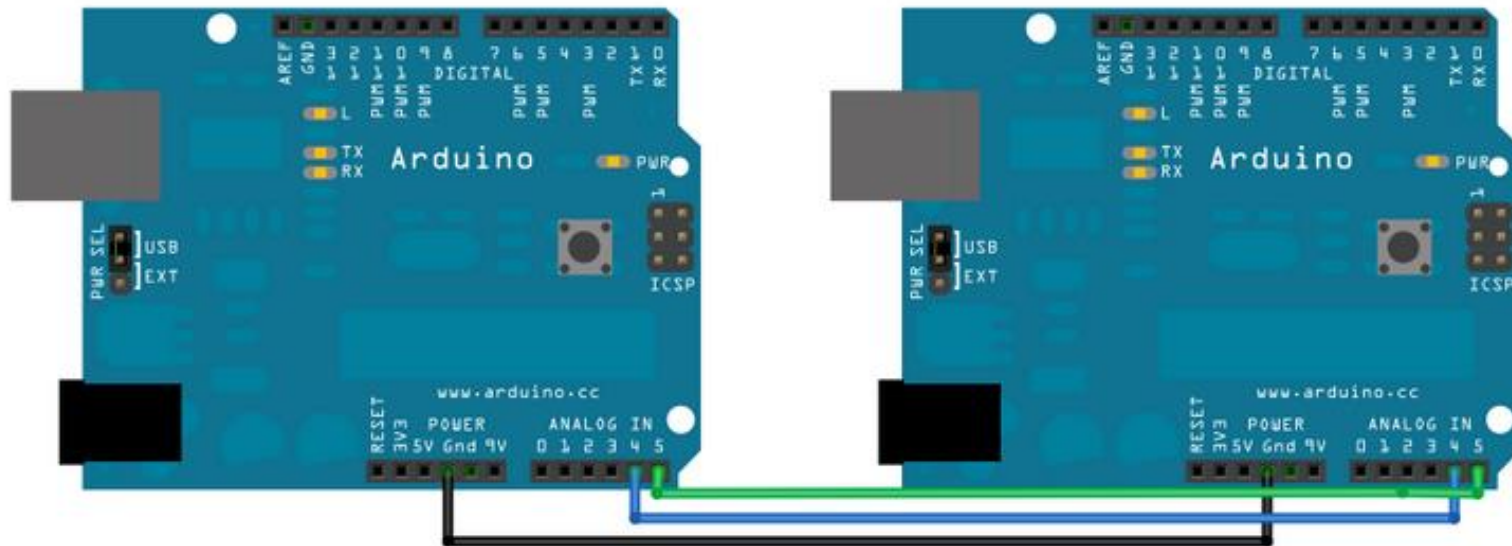 AREF GND 13 12 11 10 9 8 7 6 5 4 3 2 1 0
PWM PWM PWM DIGITAL PWM PWM PWM TX RX
L
TX
RX
Arduino
PWR
1
PWR SEL
USB
EXT
ICSP
www.arduino.cc
RESET 3V3 5V Gnd 9V
POWER
ANALOG IN
0 1 2 3 4 5
AREF GND 13 12 11 10 9 8 7 6 5 4 3 2 1 0
PWM PWM PWM DIGITAL PWM PWM PWM TX RX
L
TX
RX
Arduino
PWR
1
PWR SEL
USB
EXT
ICSP
www.arduino.cc
RESET 3V3 5V Gnd 9V
POWER
ANALOG IN
0 1 2 3 4 5